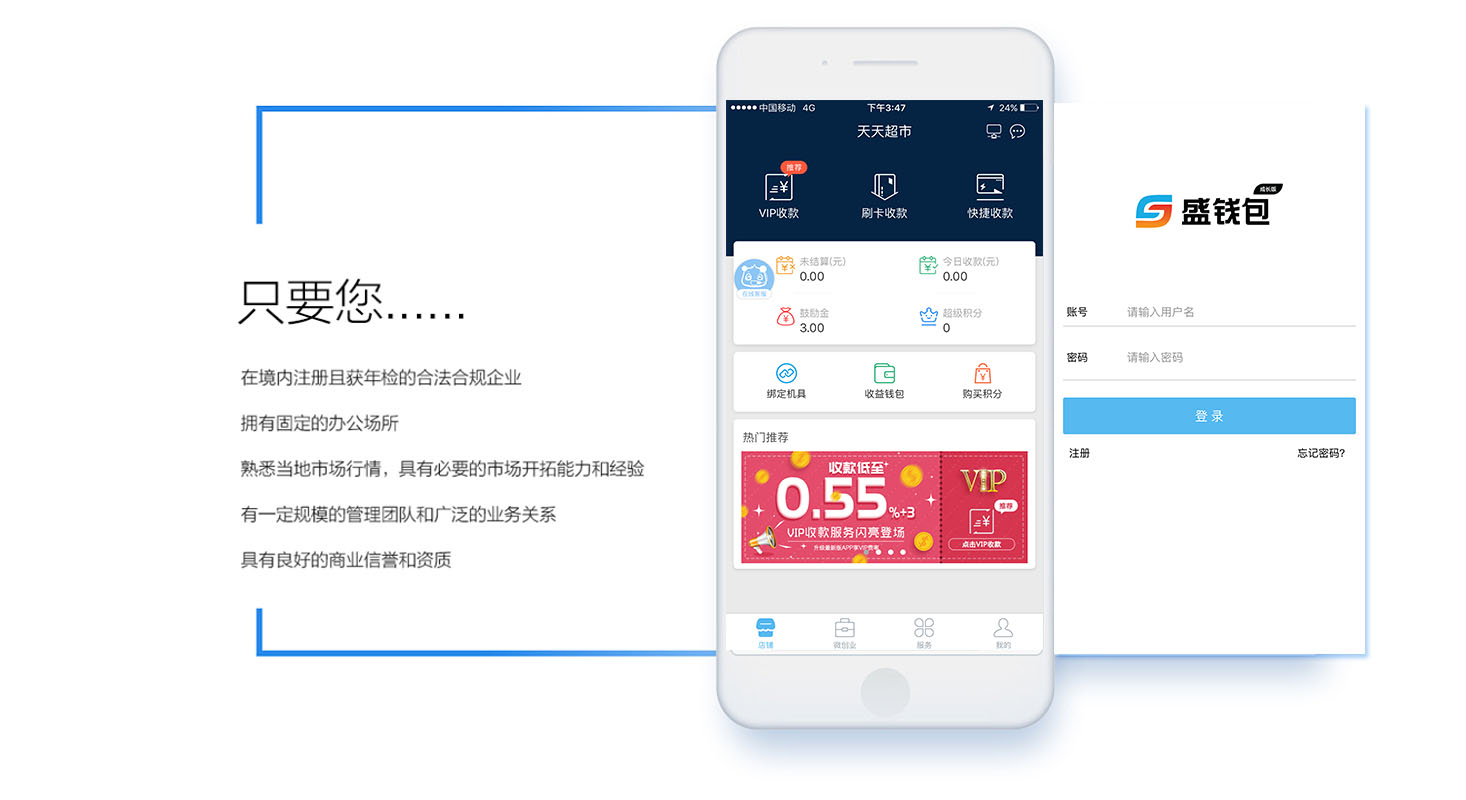 只要您......
在境内注册且获年检的合法合规企业
拥有固定的办公场所
熟悉当地市场行情，具有必要的市场开拓能力和经验
有一定规模的管理团队和广泛的业务关系
具有良好的商业信誉和资质
中国移动 4G 下午3:47 24%
天天超市
推荐
VIP收款 刷卡收款 快捷收款
未结算(元) 今日收款(元)
0.00 0.00
在线客服
鼓励金 超级积分
3.00 0
绑定机具 收益钱包 购买积分
热门推荐
收款低至
0.55%+3
VIP收款服务闪亮登场
升级最新版APP享VIP费率
VIP
推荐
点击VIP收款
店铺 微创业 服务 我的
成长版
盛钱包
账号 请输入用户名
密码 请输入密码
登录
注册 忘记密码?